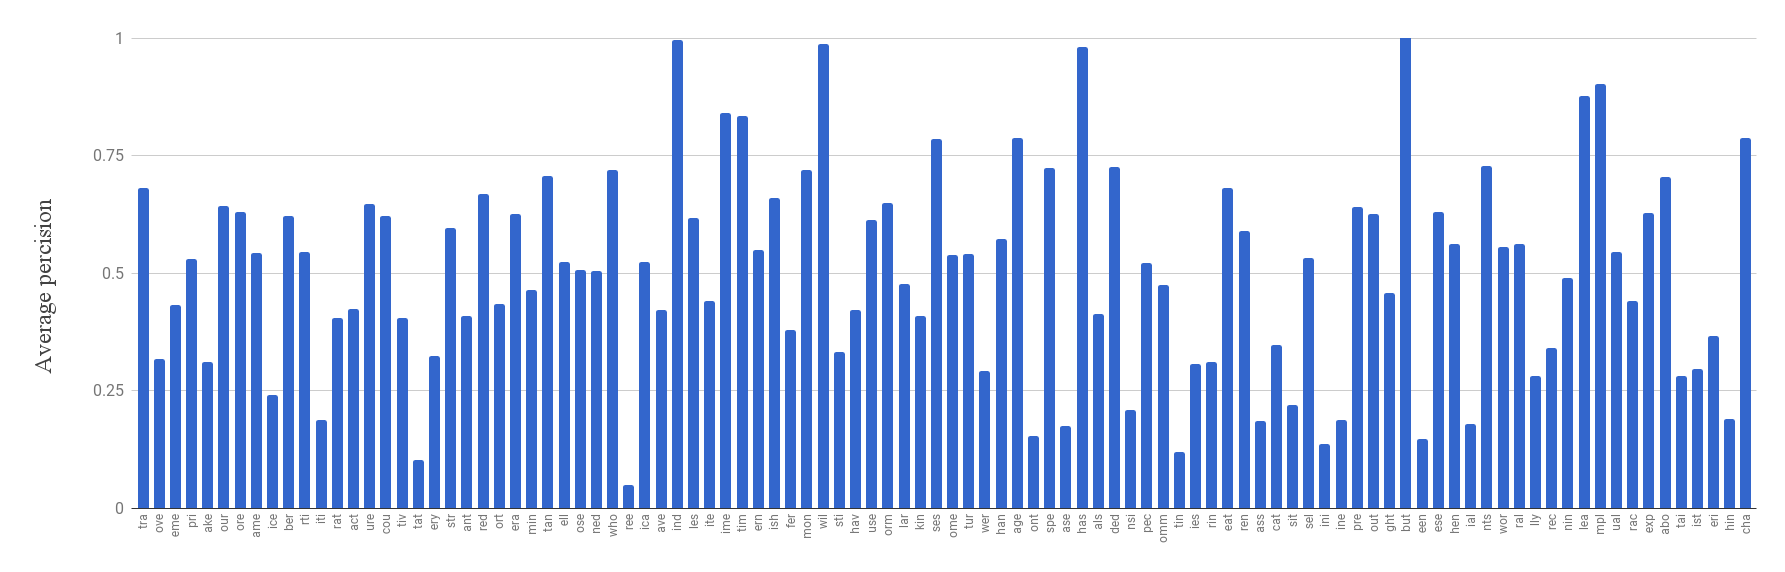 Average percision
1
0.75
0.5
0.25
0
tra ove eme pri ake our ore ame ice ber rti iti rat act ure cou tiv tat ery str ant red ort era min tan ell ose ned who ree ica ave ind les ite ime tim ern ish fer mon wil sti hav use orm lar kin ses ome tur wer han age ont spe ase has als ded nsi pec omm tin ies rin eat ren ass cat sit sel ini ine pre out ght but een ese hen ial nts wor ral lly rec nin lea mpl ual rac exp abo tai ist eri hin cha